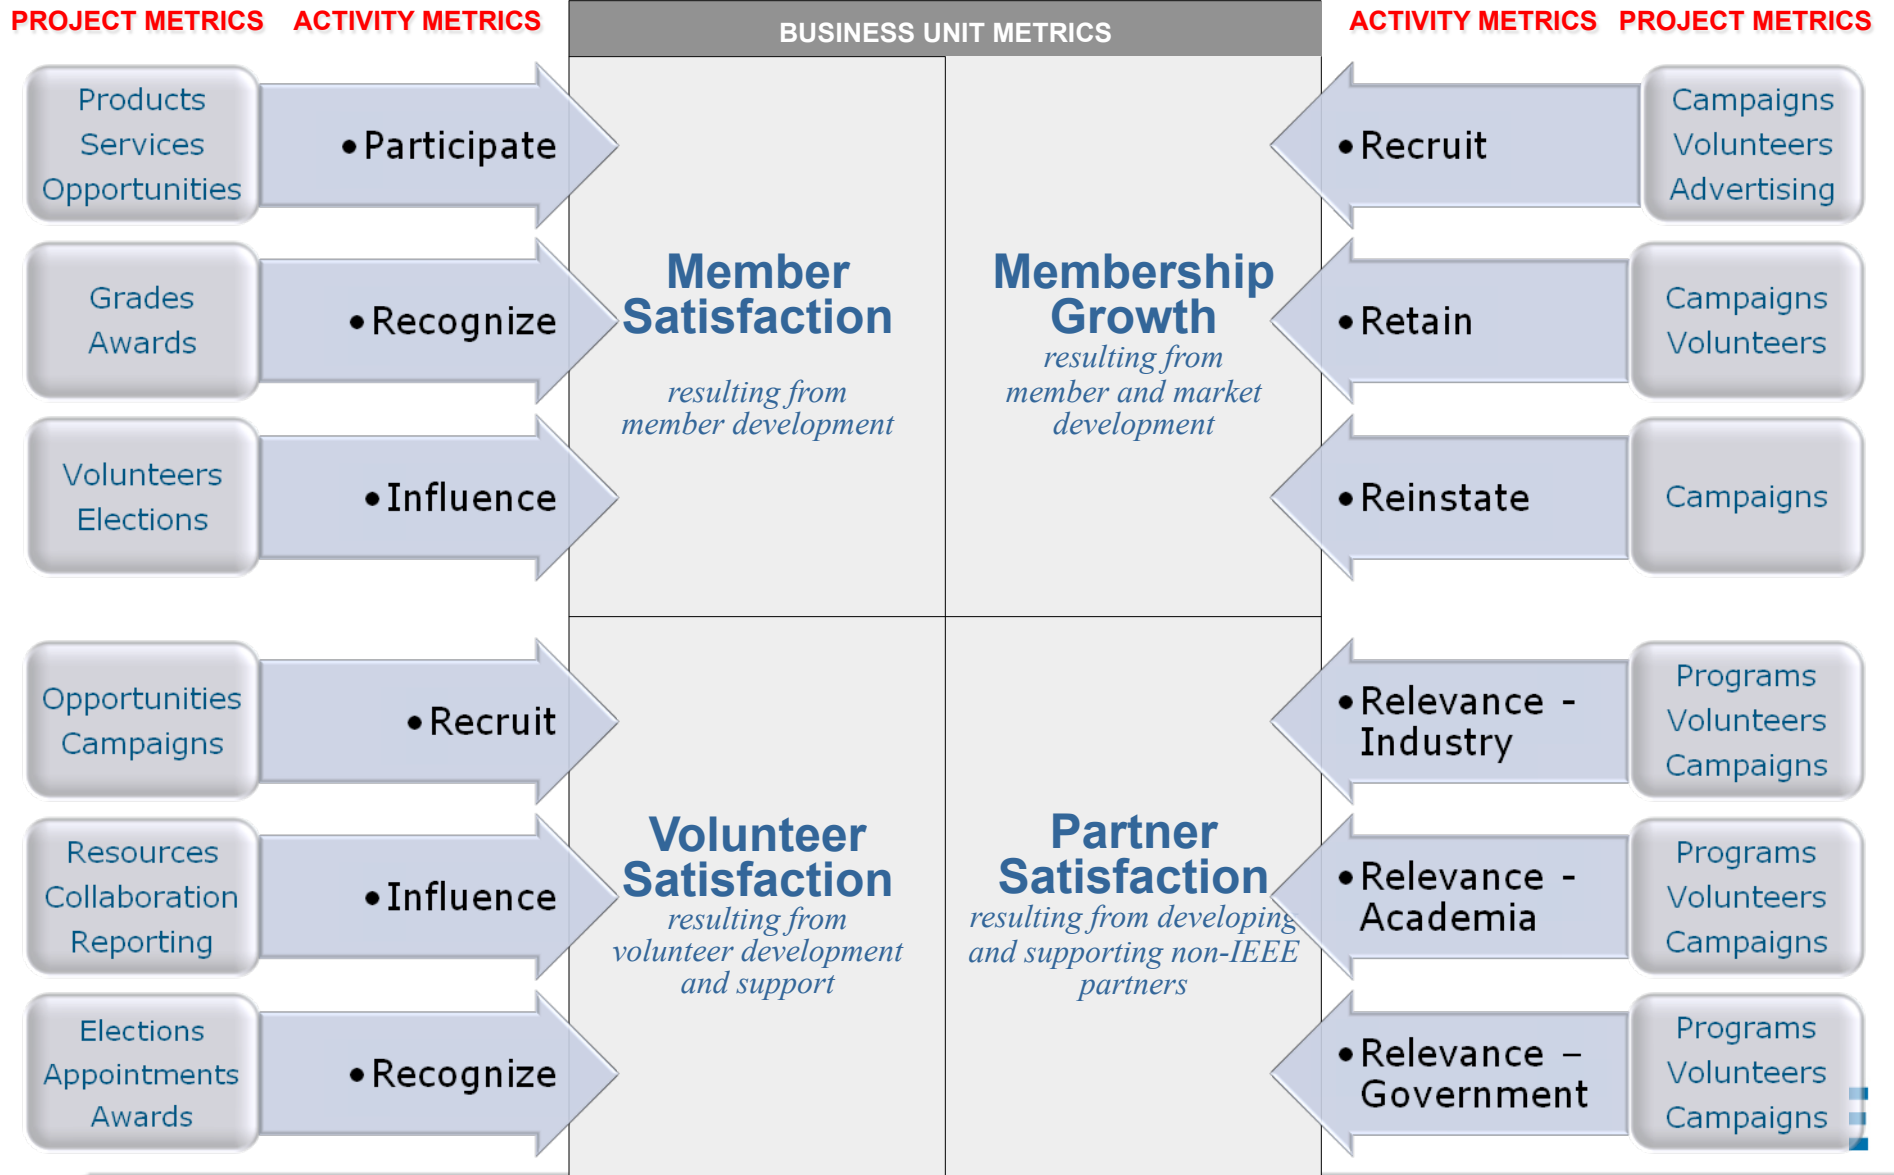 PROJECT METRICS
ACTIVITY METRICS
BUSINESS UNIT METRICS
ACTIVITY METRICS
PROJECT METRICS
Products
Services
Opportunities
•Participate
Grades
Awards
•Recognize
Volunteers
Elections
•Influence
Member
Satisfaction
resulting from
member development
Membership
Growth
resulting from
member and market
development
•Recruit
Campaigns
Volunteers
Advertising
•Retain
Campaigns
Volunteers
•Reinstate
Campaigns
Opportunities
Campaigns
•Recruit
Resources
Collaboration
Reporting
•Influence
Elections
Appointments
Awards
•Recognize
Volunteer
Satisfaction
resulting from
volunteer development
and support
Partner
Satisfaction
resulting from developing
and supporting non-IEEE
partners
•Relevance -
Industry
Programs
Volunteers
Campaigns
•Relevance -
Academia
Programs
Volunteers
Campaigns
•Relevance –
Government
Programs
Volunteers
Campaigns